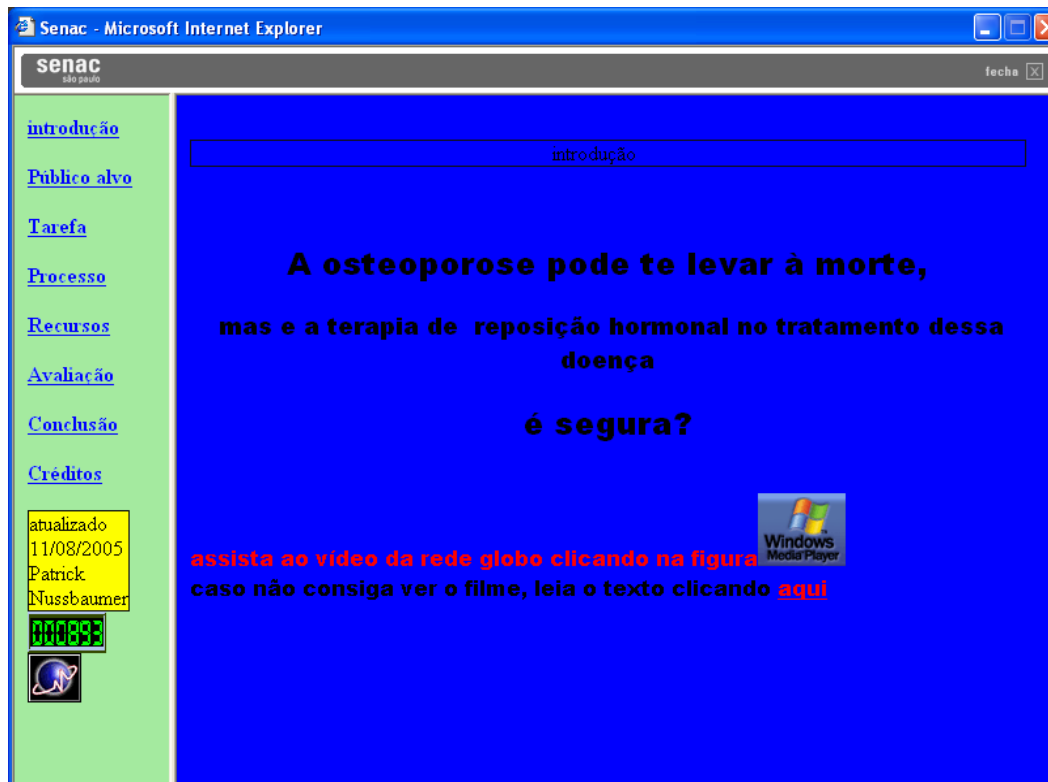 Senac - Microsoft Internet Explorer
senac
são paulo
fecha X
introdução
Público alvo
Tarefa
Processo
Recursos
Avaliação
Conclusão
Créditos
atualizado
11/08/2005
Patrick
Nussbaumer
000893
introdução
A osteoporose pode te levar à morte,
mas e a terapia de reposição hormonal no tratamento dessa
doença
é segura?
Windows
Media Player
assista ao vídeo da rede globo clicando na figura
caso não consiga ver o filme, leia o texto clicando aqui